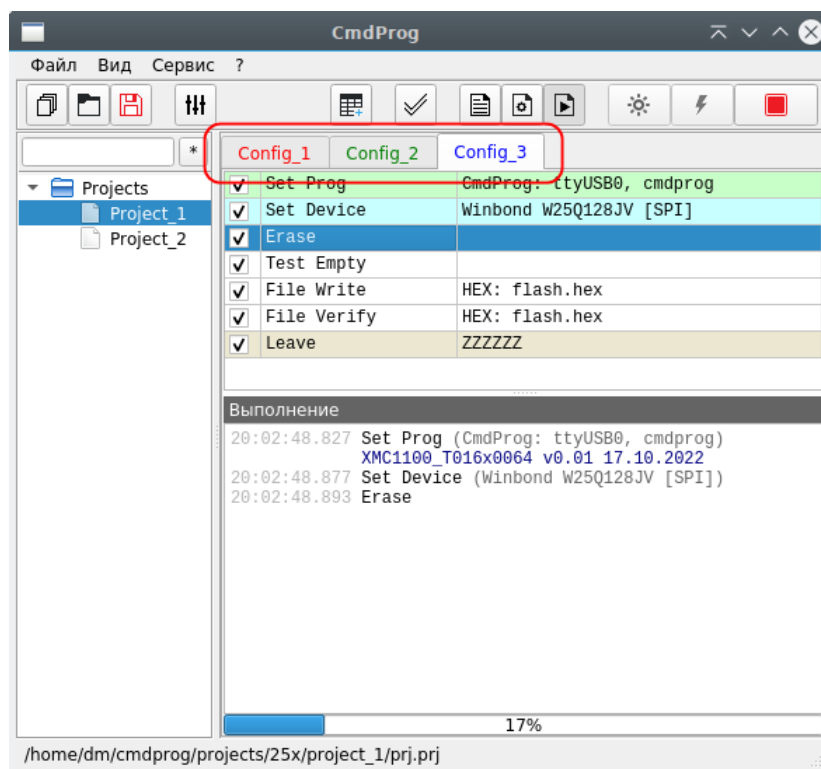 CmdProg
Файл Вид Сервис ?
* Config_1 Config_2 Config_3
Projects
Project_1
Project_2
Set Prog CmdProg: ttyUSB0, cmdprog
Set Device Winbond W25Q128JV [SPI]
Erase
Test Empty
File Write HEX: flash.hex
File Verify HEX: flash.hex
Leave ZZZZZZ
Выполнение
20:02:48.827 Set Prog (CmdProg: ttyUSB0, cmdprog)
XMC1100_T016x0064 v0.01 17.10.2022
20:02:48.877 Set Device (Winbond W25Q128JV [SPI])
20:02:48.893 Erase
17%
/home/dm/cmdprog/projects/25x/project_1/prj.prj